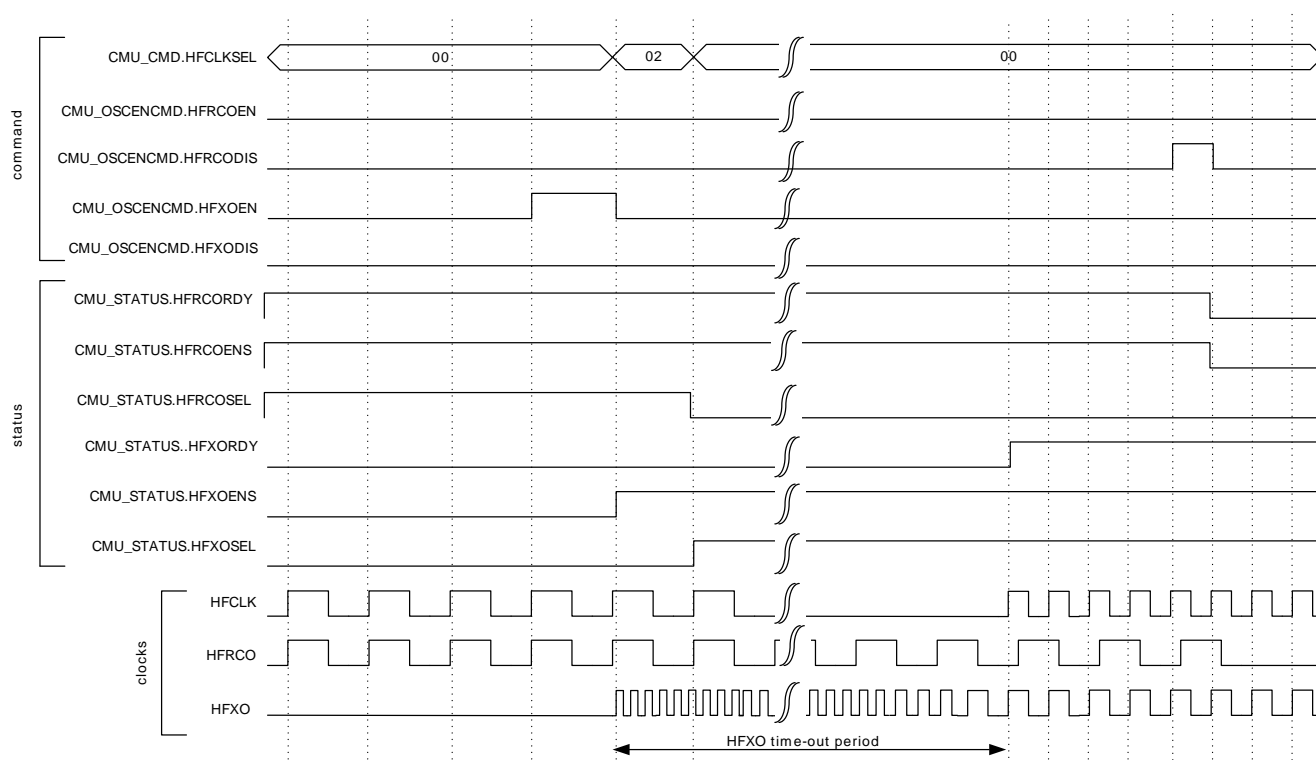 CMU_CMD.HFCLKSEL
00
02
00
command
CMU_OSCENCMD.HFRCOEN
CMU_OSCENCMD.HFRCODIS
CMU_OSCENCMD.HFXOEN
CMU_OSCENCMD.HFXODIS
status
CMU_STATUS.HFRCORDY
CMU_STATUS.HFRCOENS
CMU_STATUS.HFRCOSEL
CMU_STATUS..HFXORDY
CMU_STATUS.HFXOENS
CMU_STATUS.HFXOSEL
clocks
HFCLK
HFRCO
HFXO
HFXO time-out period